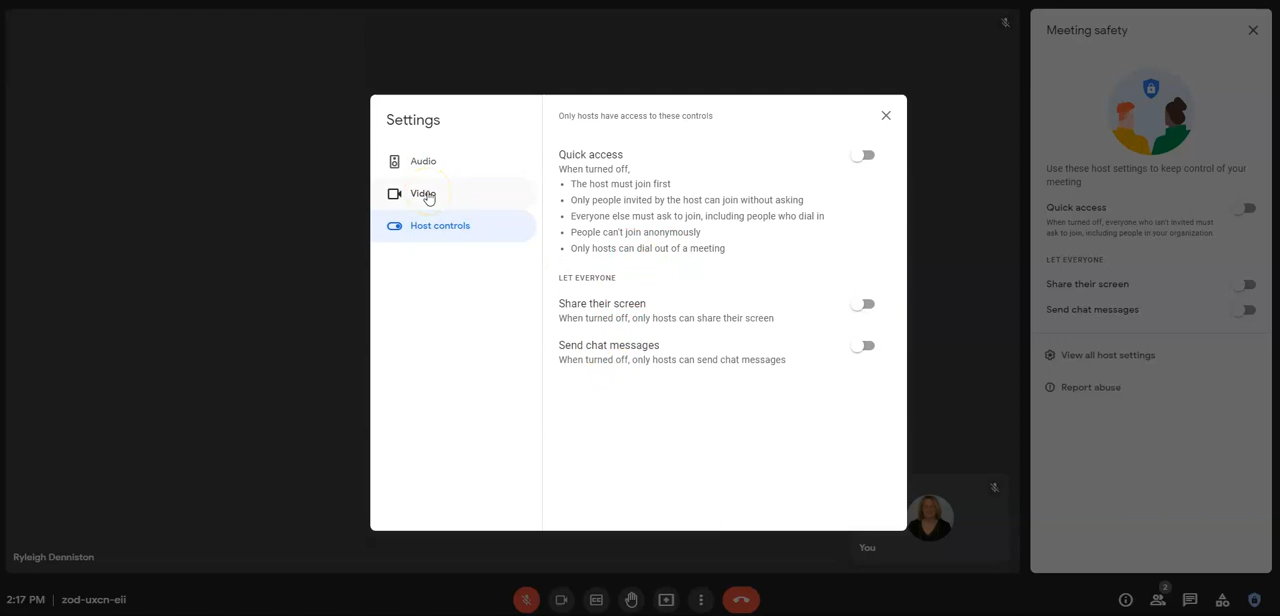 Settings
Audio
Video
Host controls
Only hosts have access to these controls
Quick access
When turned off,
• The host must join first
• Only people invited by the host can join without asking
• Everyone else must ask to join, including people who dial in
• People can't join anonymously
• Only hosts can dial out of a meeting
LET EVERYONE
Share their screen
When turned off, only hosts can share their screen
Send chat messages
When turned off, only hosts can send chat messages
Meeting safety
Use these host settings to keep control of your
meeting
Quick access
When turned off, everyone who isn't invited must
ask to join, including people in your organization
LET EVERYONE
Share their screen
Send chat messages
View all host settings
Report abuse
Ryleigh Denniston
You
2:17 PM | zod-uxcn-eii
2